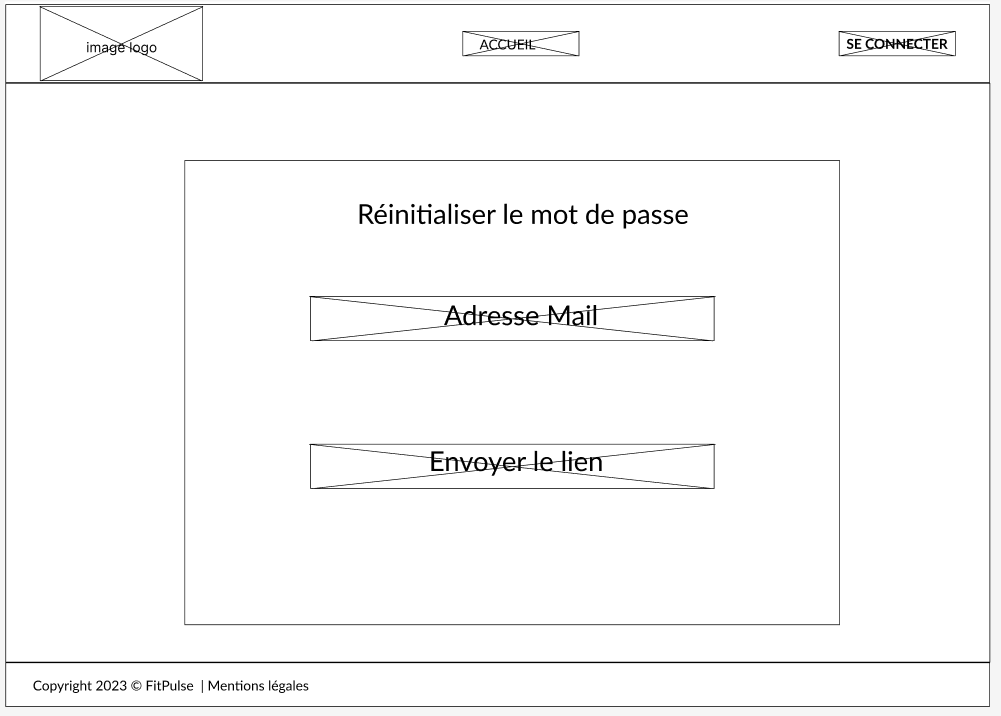 image logo
ACCUEIL
SE CONNECTER
Réinitialiser le mot de passe
Adresse Mail
Envoyer le lien
Copyright 2023 © FitPulse | Mentions légales